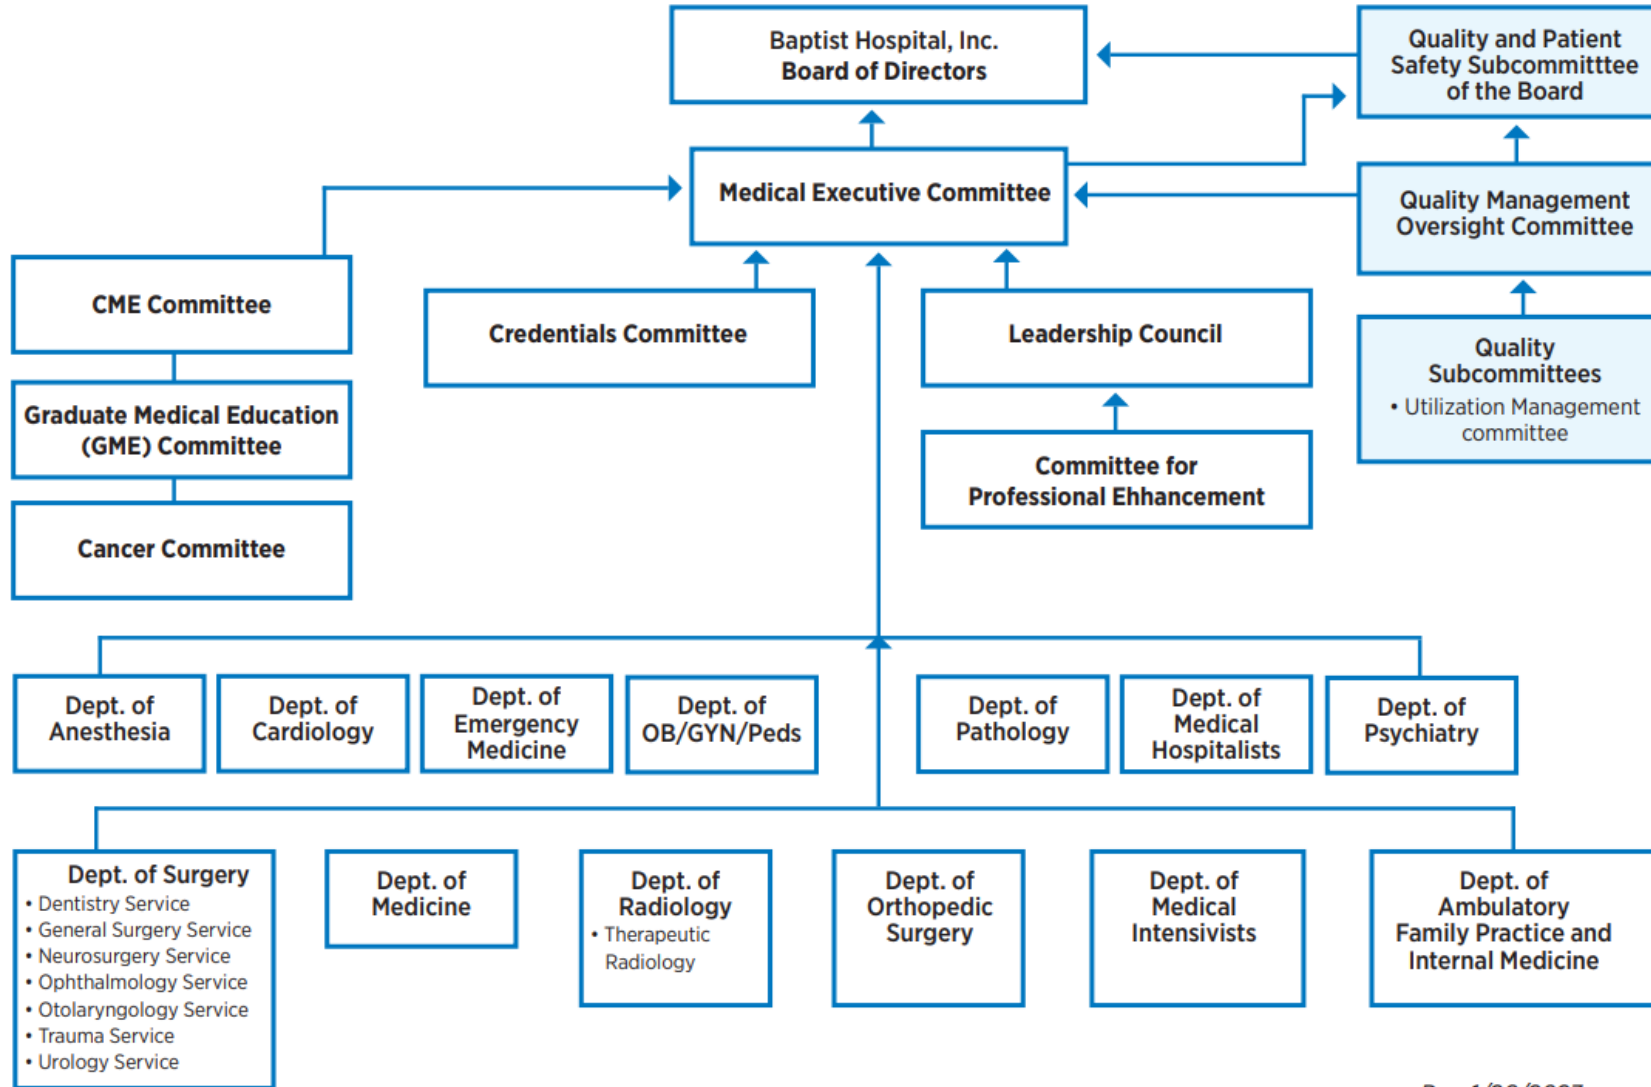 Baptist Hospital, Inc.
Board of Directors
Quality and Patient
Safety Subcommitttee
of the Board
Medical Executive Committee
Quality Management
Oversight Committee
CME Committee
Credentials Committee
Leadership Council
Quality
Subcommittees
• Utilization Management
committee
Graduate Medical Education
(GME) Committee
Committee for
Professional Ehhancement
Cancer Committee
Dept. of
Anesthesia
Dept. of
Cardiology
Dept. of
Emergency
Medicine
Dept. of
OB/GYN/Peds
Dept. of
Pathology
Dept. of
Medical
Hospitalists
Dept. of
Psychiatry
Dept. of Surgery
• Dentistry Service
• General Surgery Service
• Neurosurgery Service
• Ophthalmology Service
• Otolaryngology Service
• Trauma Service
• Urology Service
Dept. of
Medicine
Dept. of
Radiology
• Therapeutic
Radiology
Dept. of
Orthopedic
Surgery
Dept. of
Medical
Intensivists
Dept. of
Ambulatory
Family Practice and
Internal Medicine